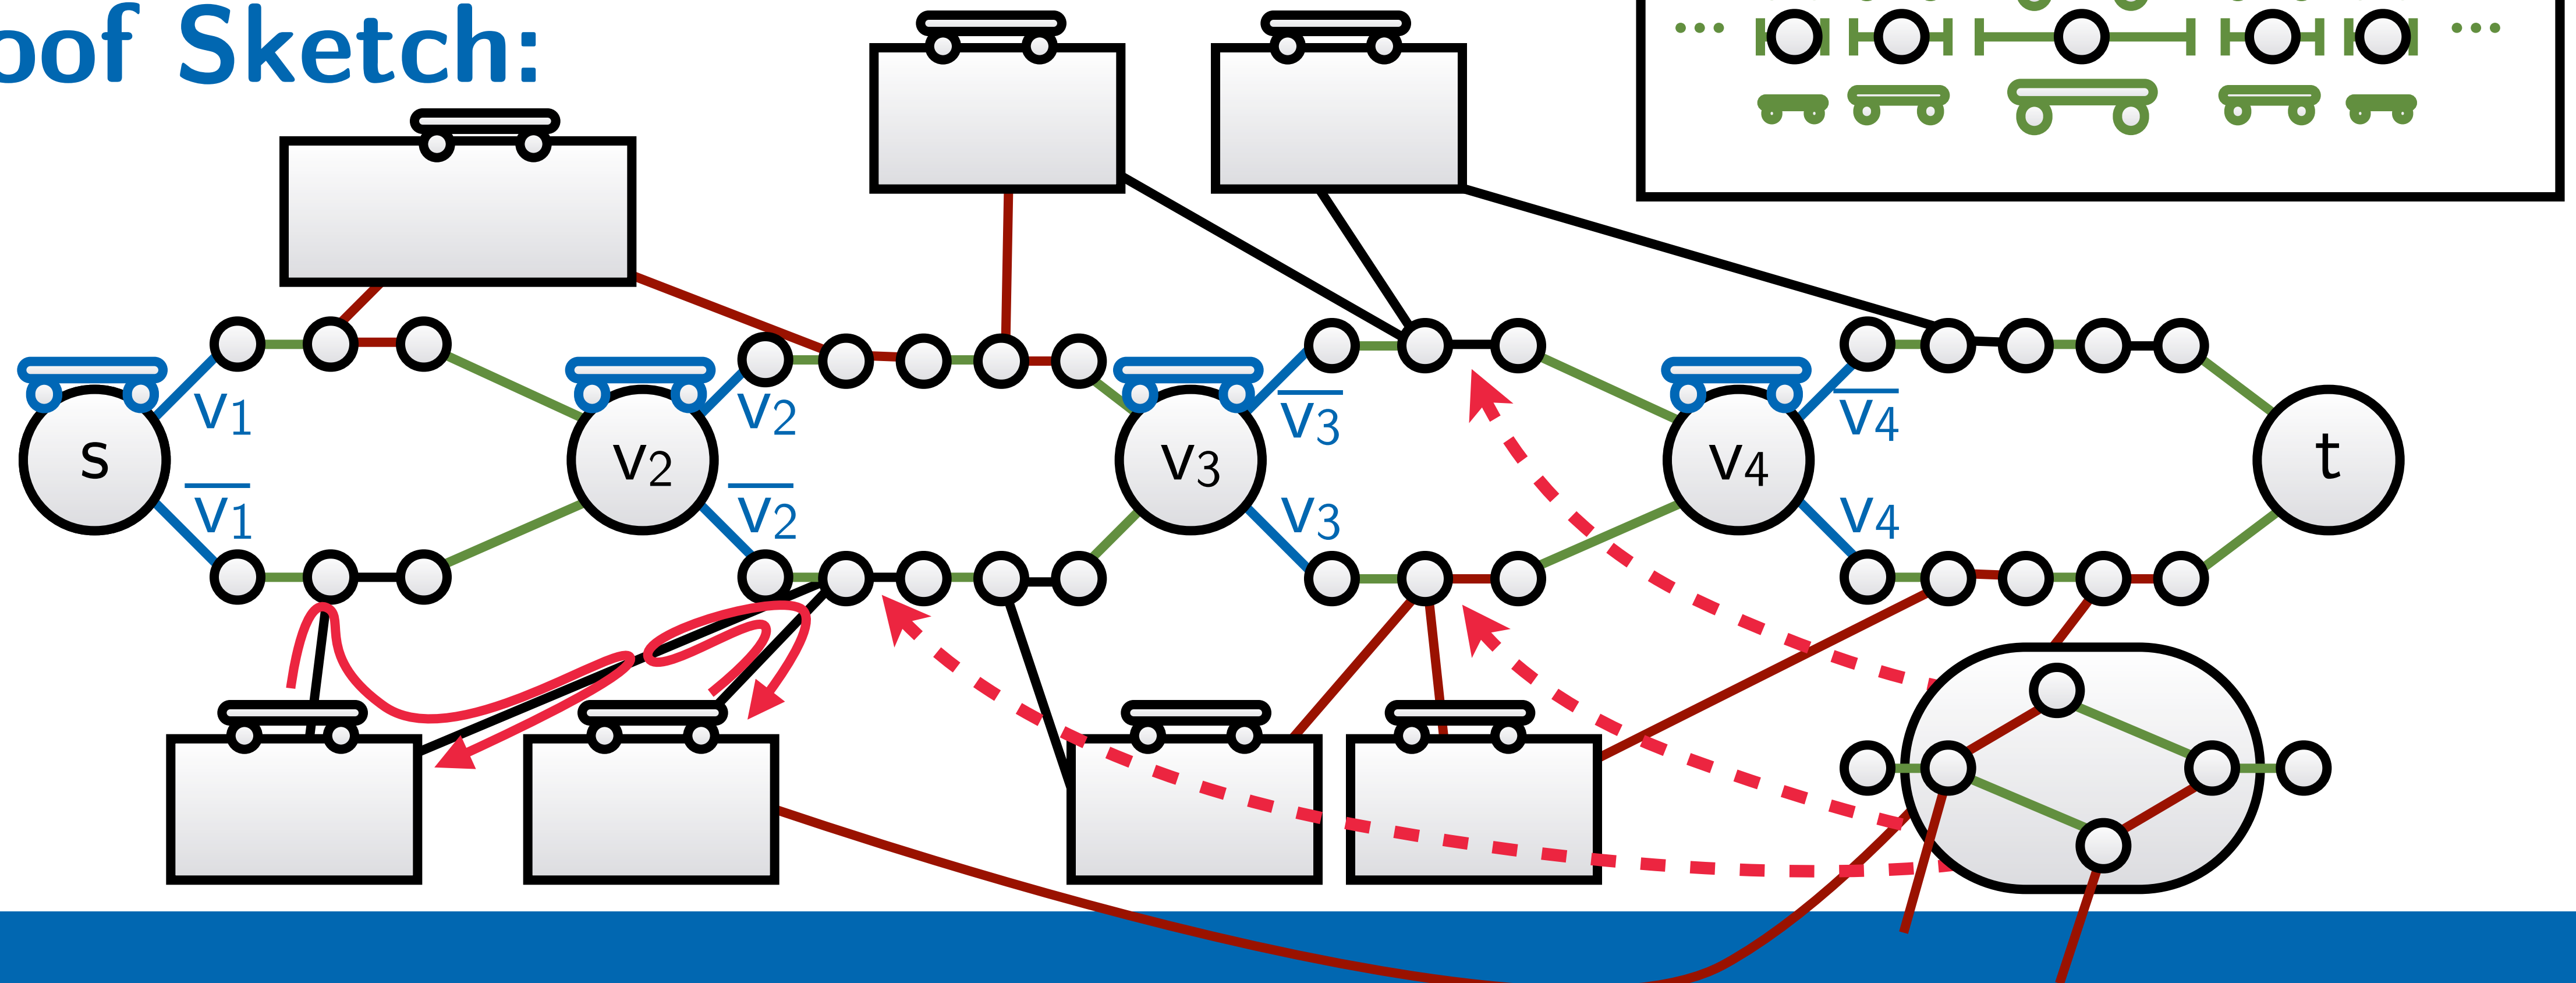 oof Sketch:
... ...
v1 v2 v̅3̅ v̅4̅
s v2 v3 v4 t
v̅1̅ v̅2̅ v3 v4